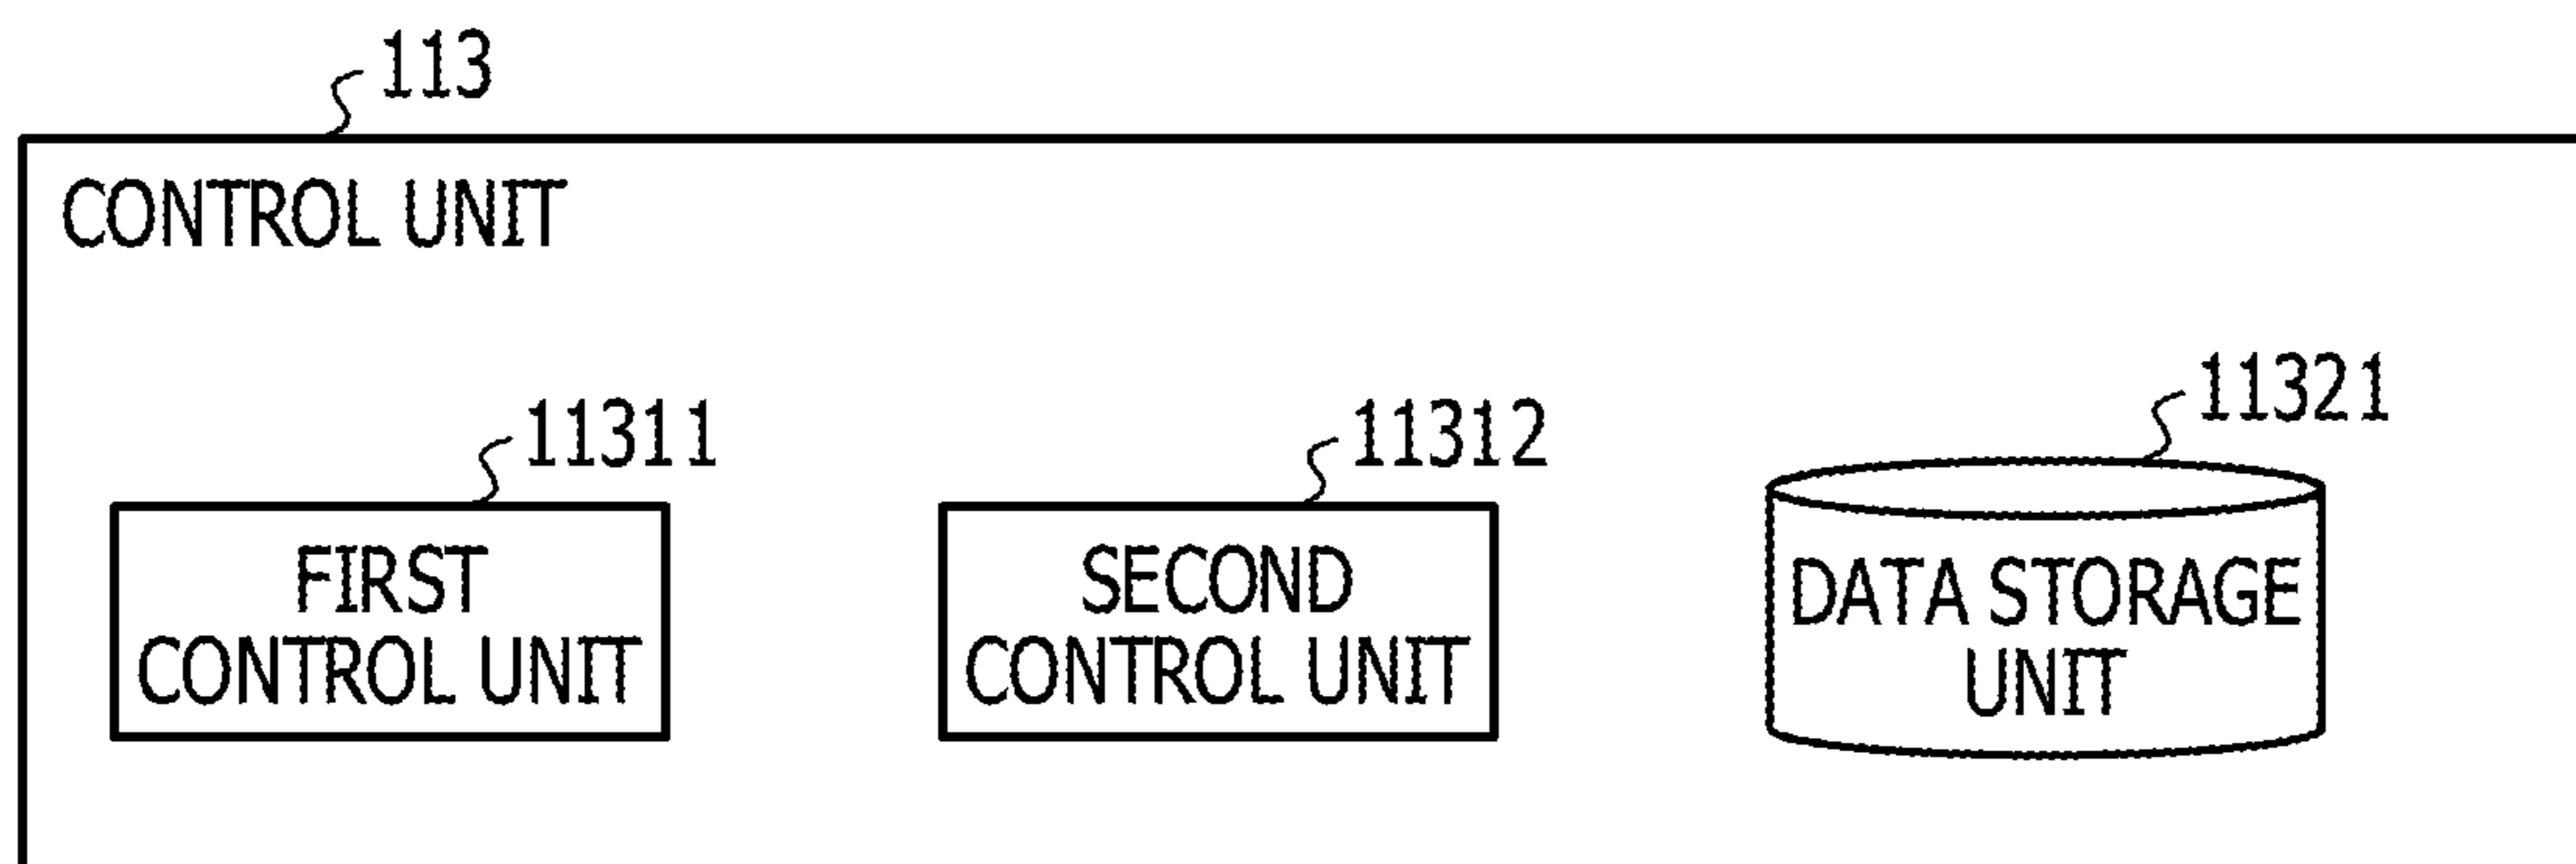 113
CONTROL UNIT
11311
FIRST
CONTROL UNIT
11312
SECOND
CONTROL UNIT
11321
DATA STORAGE
UNIT